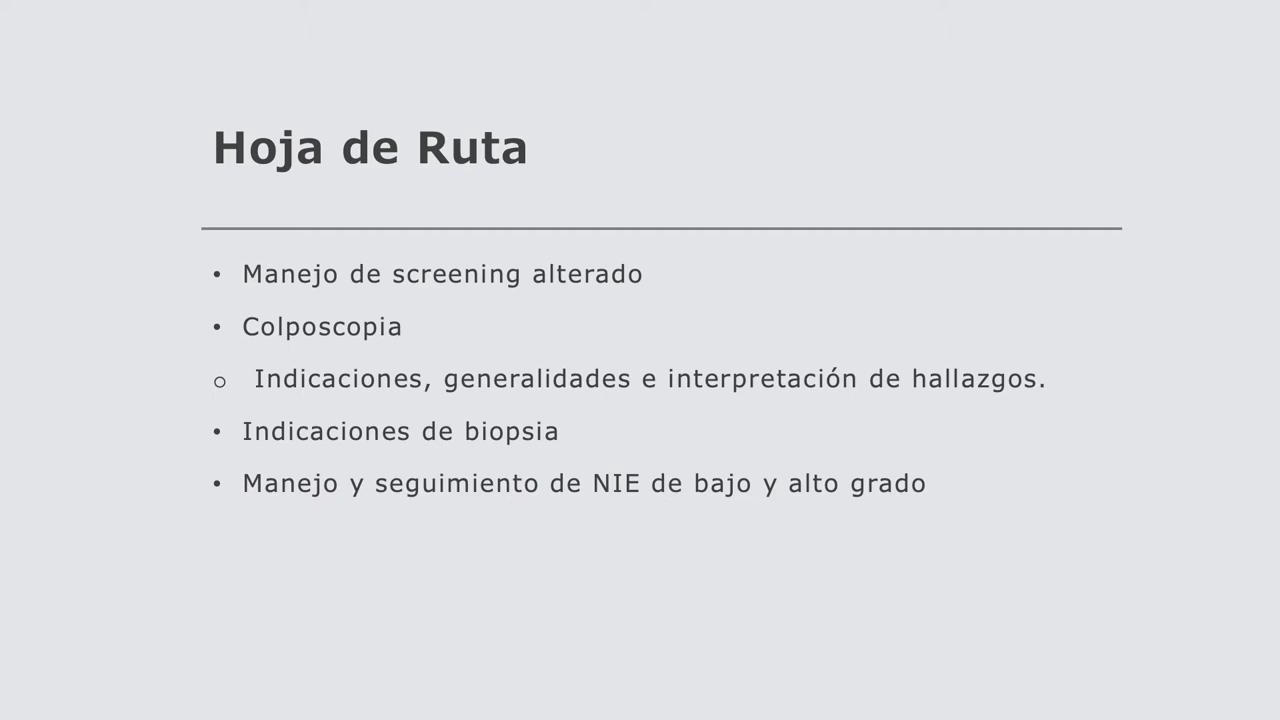 Hoja de Ruta
• Manejo de screening alterado
• Colposcopia
o Indicaciones, generalidades e interpretación de hallazgos.
• Indicaciones de biopsia
• Manejo y seguimiento de NIE de bajo y alto grado